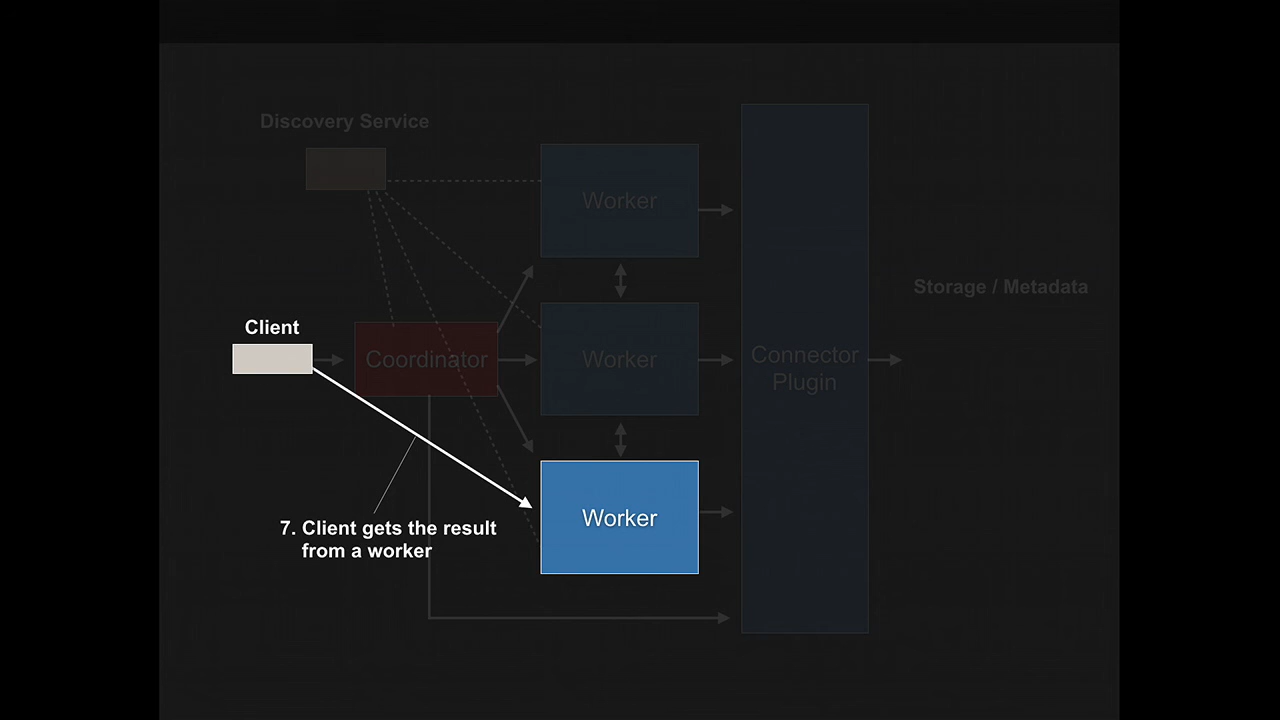 Discovery Service
Worker
Storage / Metadata
Client
Coordinator
Worker
Connector
Plugin
Worker
7. Client gets the result
from a worker